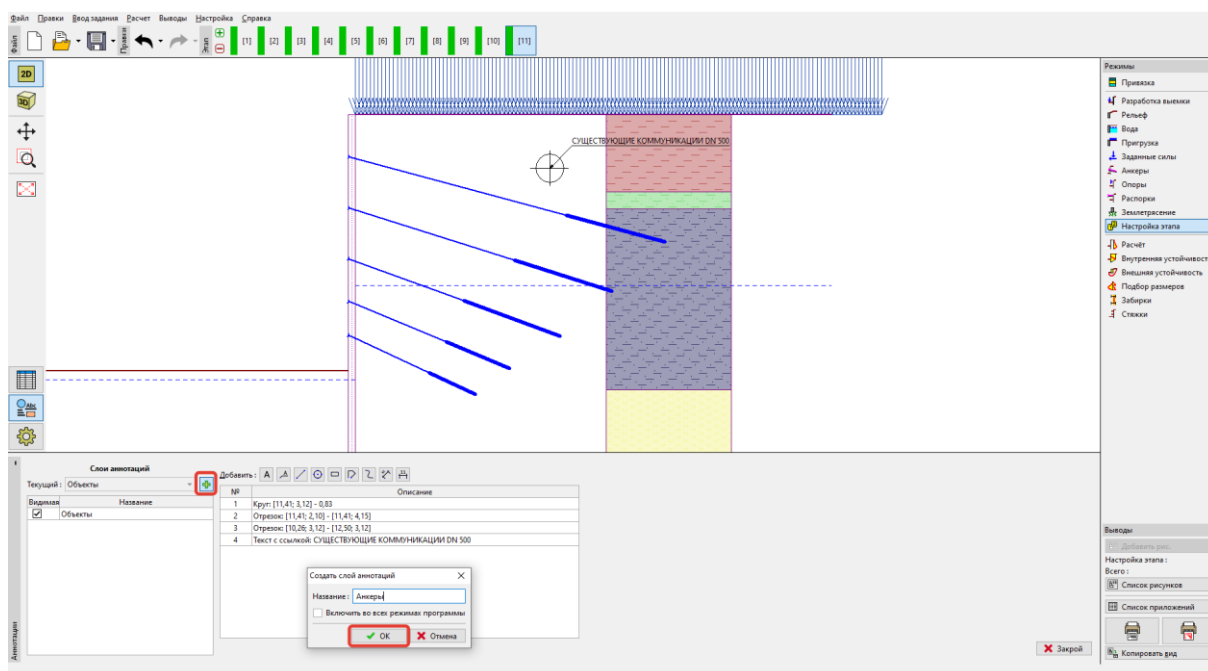 Файл Правки Ввод задания Расчет Выводы Настройка Справка
Файл
Правки
Этап
[1] [2] [3] [4] [5] [6] [7] [8] [9] [10] [11]
2D
3D
СУЩЕСТВУЮЩИЕ КОММУНИКАЦИИ DN 500
Режимы
Привязка
Разработка выемки
Рельеф
Вода
Пригрузка
Заданные силы
Анкеры
Опоры
Распорки
Землетрясение
Настройка этапа
Расчёт
Внутренняя устойчивост
Внешняя устойчивость
Подбор размеров
Забирки
Стяжки
Abc
Аннотации
Слои аннотаций
Текущий : Объекты
Видимая Название
Объекты
Добавить : A
№ Описание
1 Круг: [11,41; 3,12] - 0,83
2 Отрезок: [11,41; 2,10] - [11,41; 4,15]
3 Отрезок: [10,26; 3,12] - [12,50; 3,12]
4 Текст с ссылкой: СУЩЕСТВУЮЩИЕ КОММУНИКАЦИИ DN 500
Создать слой аннотаций
Название : Анкеры
Включить во всех режимах программы
OK Отмена
Закрой
Выводы
Добавить рис.
Настройка этапа :
Всего :
Список рисунков
Список приложений
Копировать вид